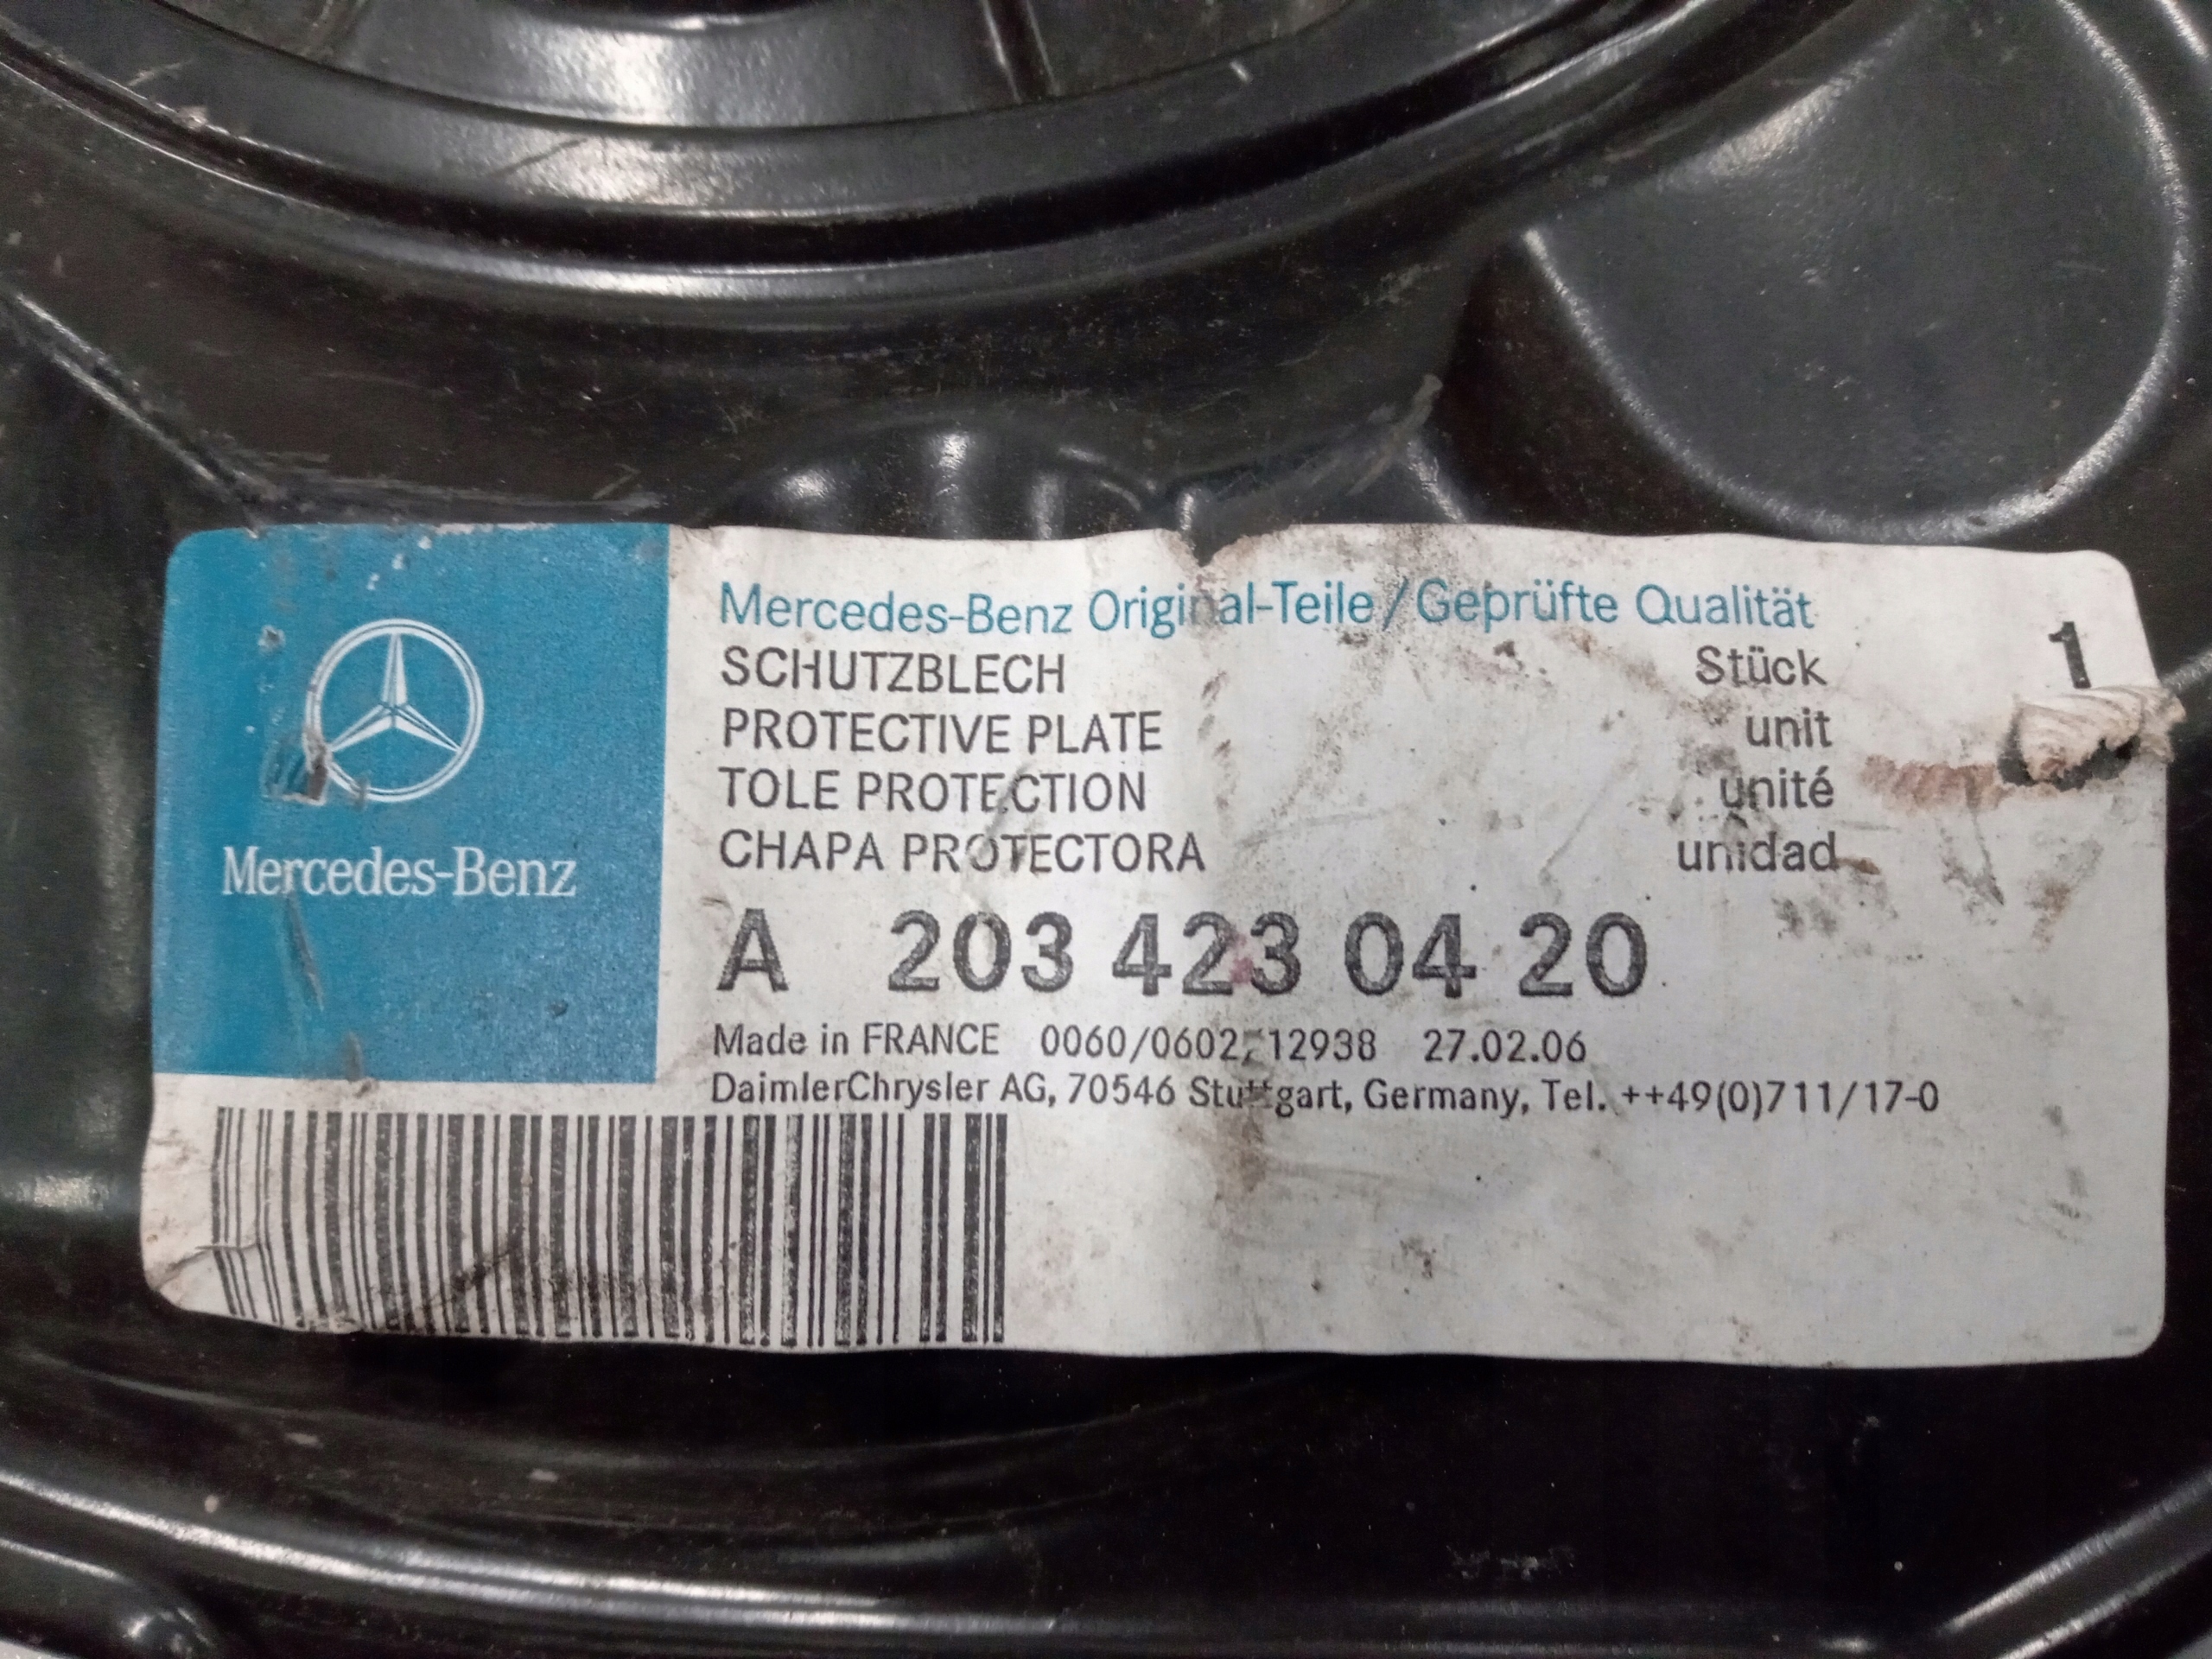 Mercedes-Benz
Mercedes-Benz Original-Teile/Geprüfte Qualität
SCHUTZBLECH Stück 1
PROTECTIVE PLATE unit
TOLE PROTECTION unité
CHAPA PROTECTORA unidad
A 203 423 04 20
Made in FRANCE 0060/0602, 12938 27.02.06
DaimlerChrysler AG, 70546 Stuttgart, Germany, Tel. ++49(0)711/17-0